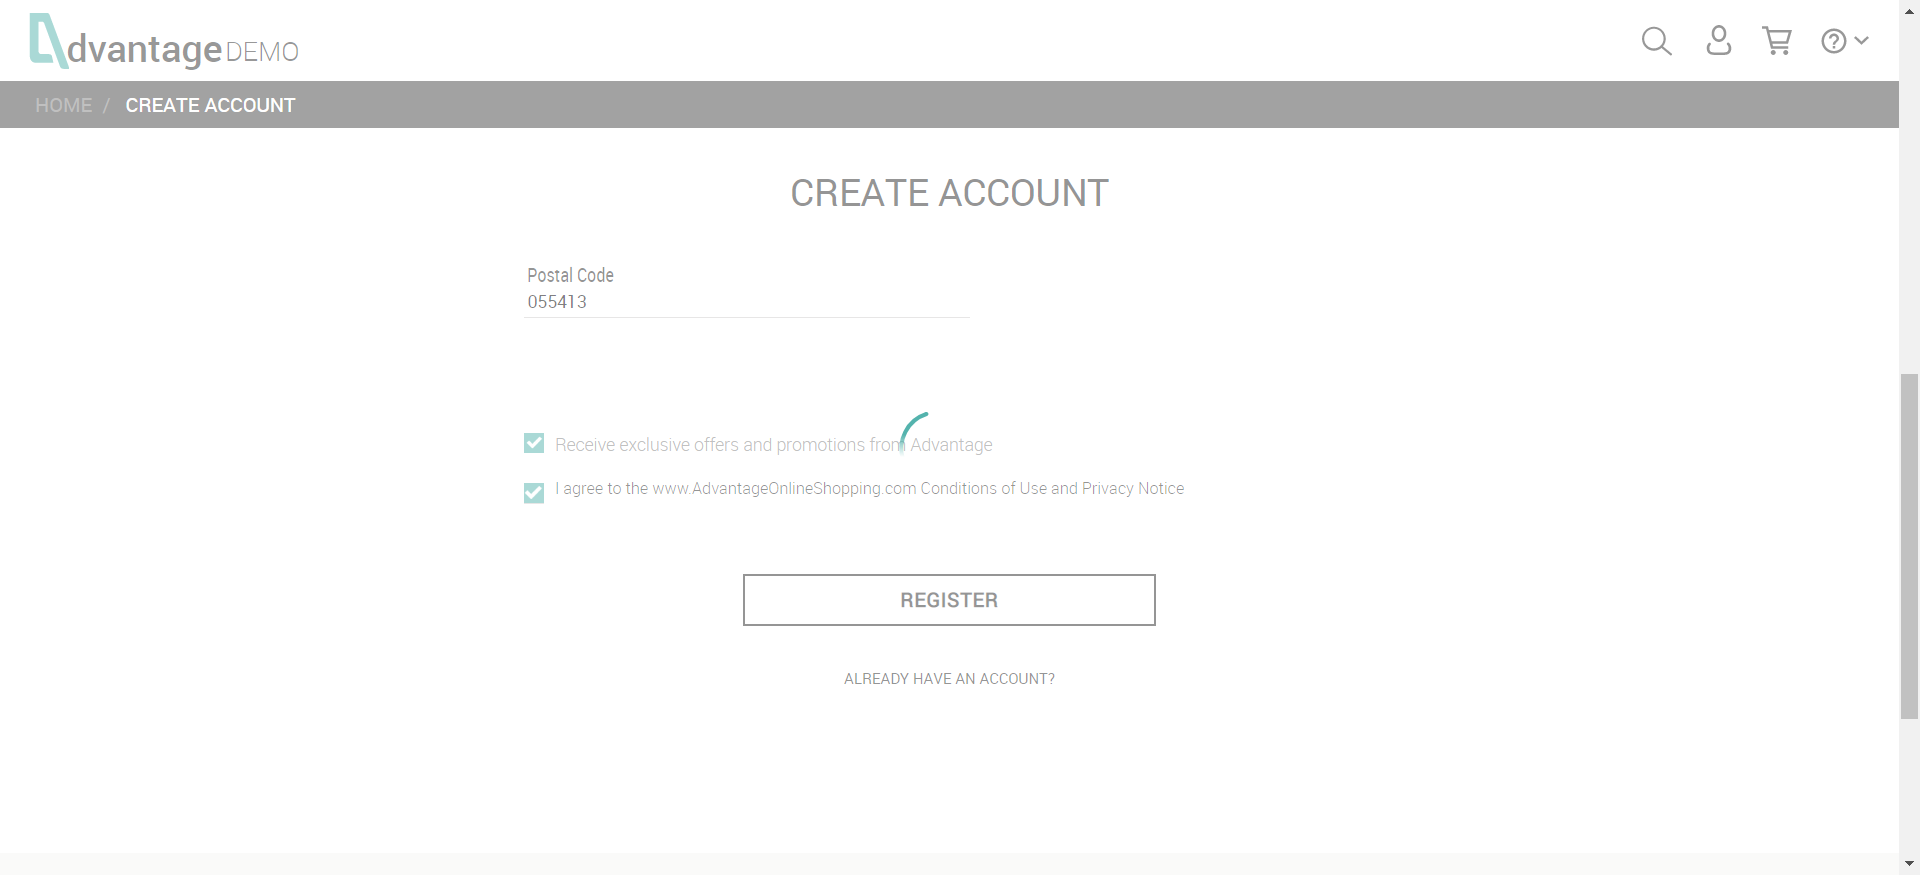 dvantage DEMO
HOME / CREATE ACCOUNT
CREATE ACCOUNT
Postal Code
055413
Receive exclusive offers and promotions from Advantage
I agree to the www.AdvantageOnlineShopping.com Conditions of Use and Privacy Notice
REGISTER
ALREADY HAVE AN ACCOUNT?